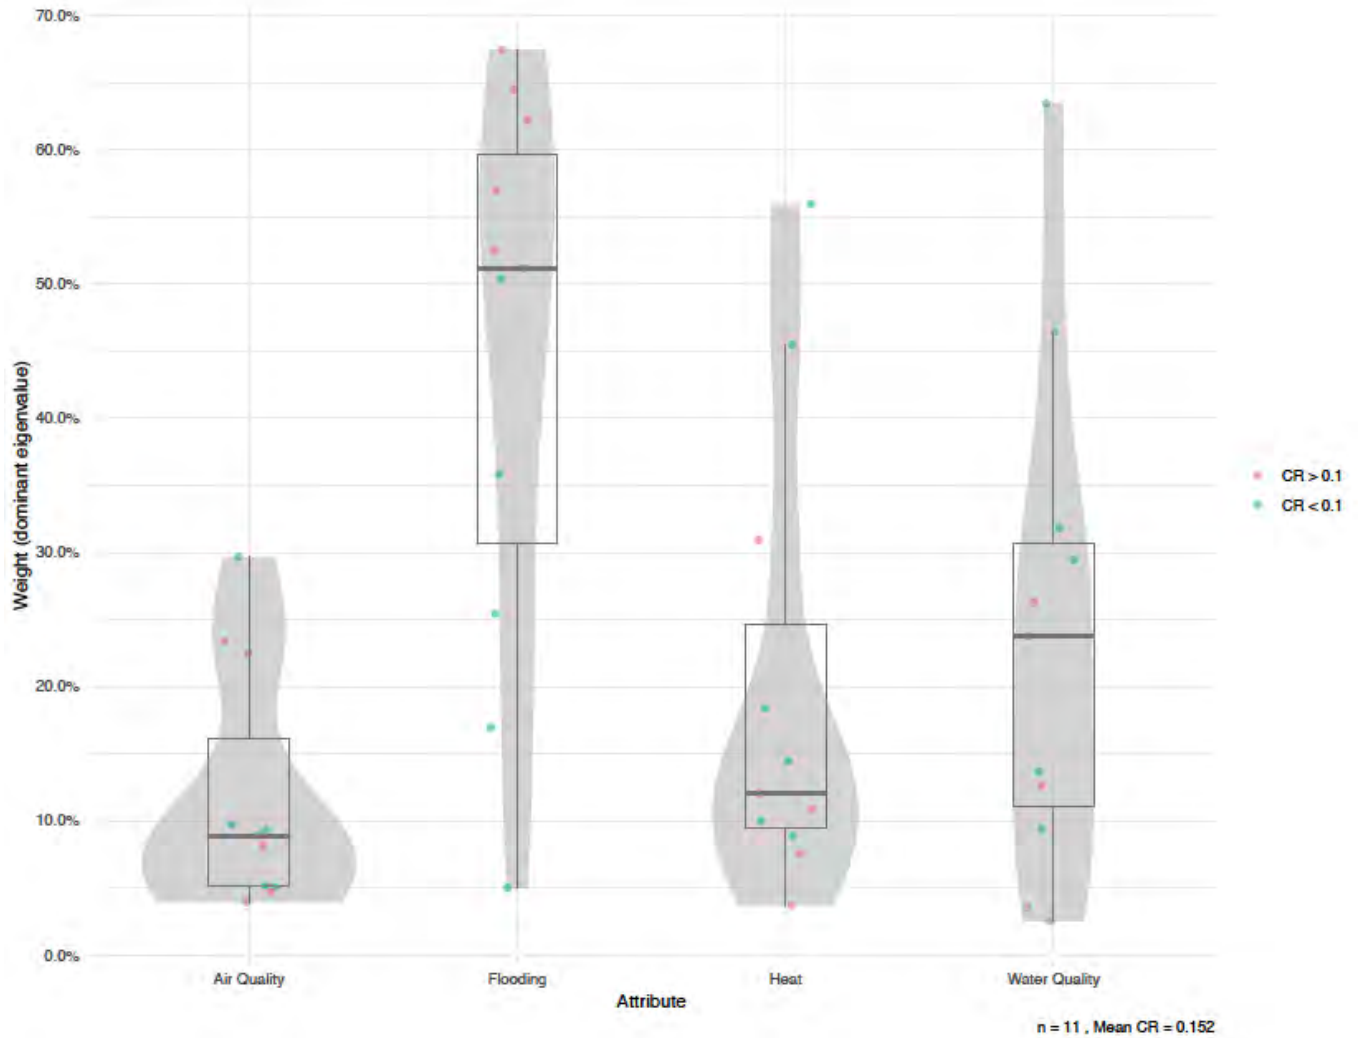 70.0%
60.0%
50.0%
40.0%
30.0%
20.0%
10.0%
0.0%
Weight (dominant eigenvalue)
Air Quality
Flooding
Heat
Water Quality
Attribute
CR > 0.1
CR < 0.1
n = 11 , Mean CR = 0.152